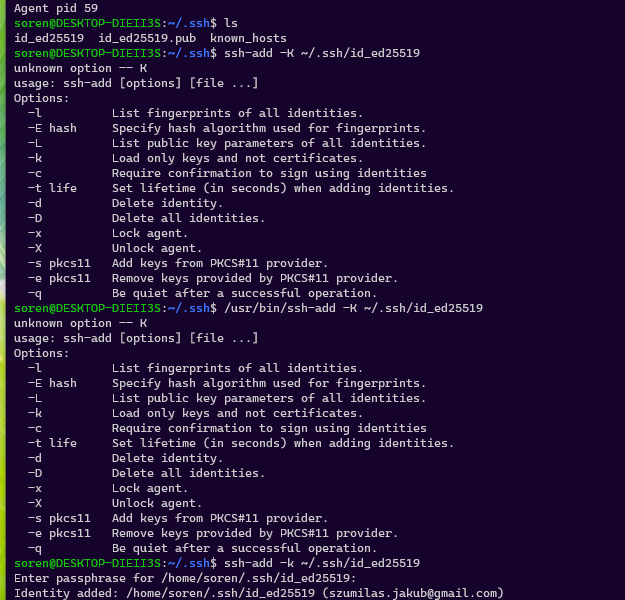 Agent pid 59
soren@DESKTOP-DIEII3S:~/.ssh$ ls
id_ed25519  id_ed25519.pub  known_hosts
soren@DESKTOP-DIEII3S:~/.ssh$ ssh-add -K ~/.ssh/id_ed25519
unknown option -- K
usage: ssh-add [options] [file ...]
Options:
  -l          List fingerprints of all identities.
  -E hash     Specify hash algorithm used for fingerprints.
  -L          List public key parameters of all identities.
  -k          Load only keys and not certificates.
  -c          Require confirmation to sign using identities
  -t life     Set lifetime (in seconds) when adding identities.
  -d          Delete identity.
  -D          Delete all identities.
  -x          Lock agent.
  -X          Unlock agent.
  -s pkcs11   Add keys from PKCS#11 provider.
  -e pkcs11   Remove keys provided by PKCS#11 provider.
  -q          Be quiet after a successful operation.
soren@DESKTOP-DIEII3S:~/.ssh$ /usr/bin/ssh-add -K ~/.ssh/id_ed25519
unknown option -- K
usage: ssh-add [options] [file ...]
Options:
  -l          List fingerprints of all identities.
  -E hash     Specify hash algorithm used for fingerprints.
  -L          List public key parameters of all identities.
  -k          Load only keys and not certificates.
  -c          Require confirmation to sign using identities
  -t life     Set lifetime (in seconds) when adding identities.
  -d          Delete identity.
  -D          Delete all identities.
  -x          Lock agent.
  -X          Unlock agent.
  -s pkcs11   Add keys from PKCS#11 provider.
  -e pkcs11   Remove keys provided by PKCS#11 provider.
  -q          Be quiet after a successful operation.
soren@DESKTOP-DIEII3S:~/.ssh$ ssh-add -k ~/.ssh/id_ed25519
Enter passphrase for /home/soren/.ssh/id_ed25519:
Identity added: /home/soren/.ssh/id_ed25519 (szumilas.jakub@gmail.com)